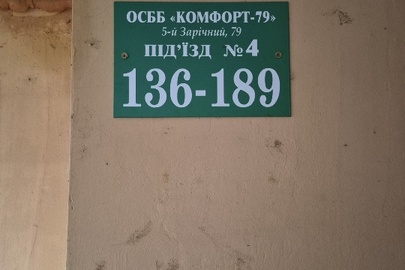 ОСББ «КОМФОРТ-79»
5-й Зарічний, 79
ПІД'ЇЗД №4
136-189